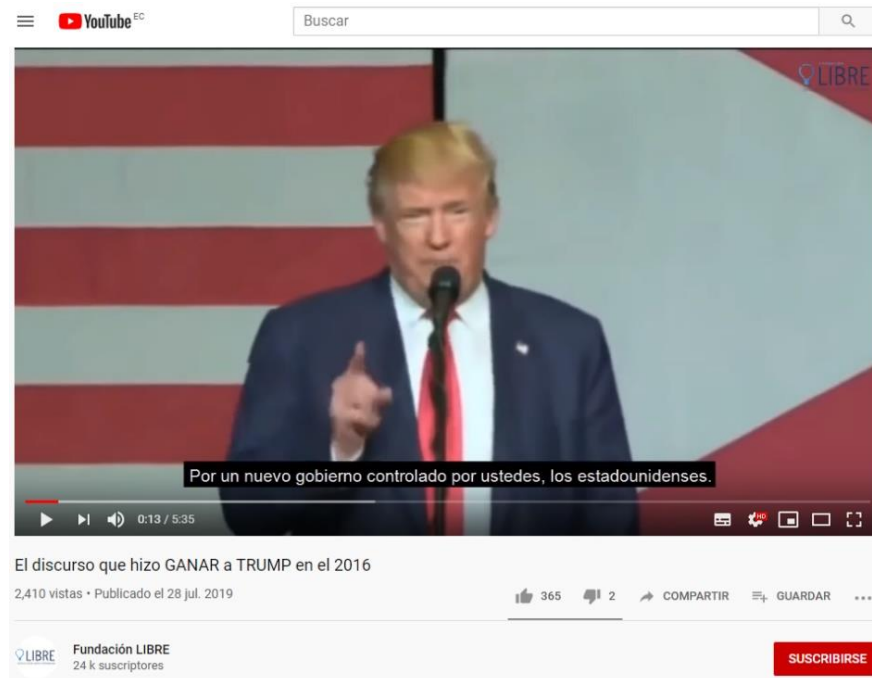 YouTube EC
Buscar
LIBRE
Por un nuevo gobierno controlado por ustedes, los estadounidenses.
0:13 / 5:35
HD
El discurso que hizo GANAR a TRUMP en el 2016
2,410 vistas • Publicado el 28 jul. 2019
365 2 COMPARTIR GUARDAR
LIBRE
Fundación LIBRE
24 k suscriptores
SUSCRIBIRSE